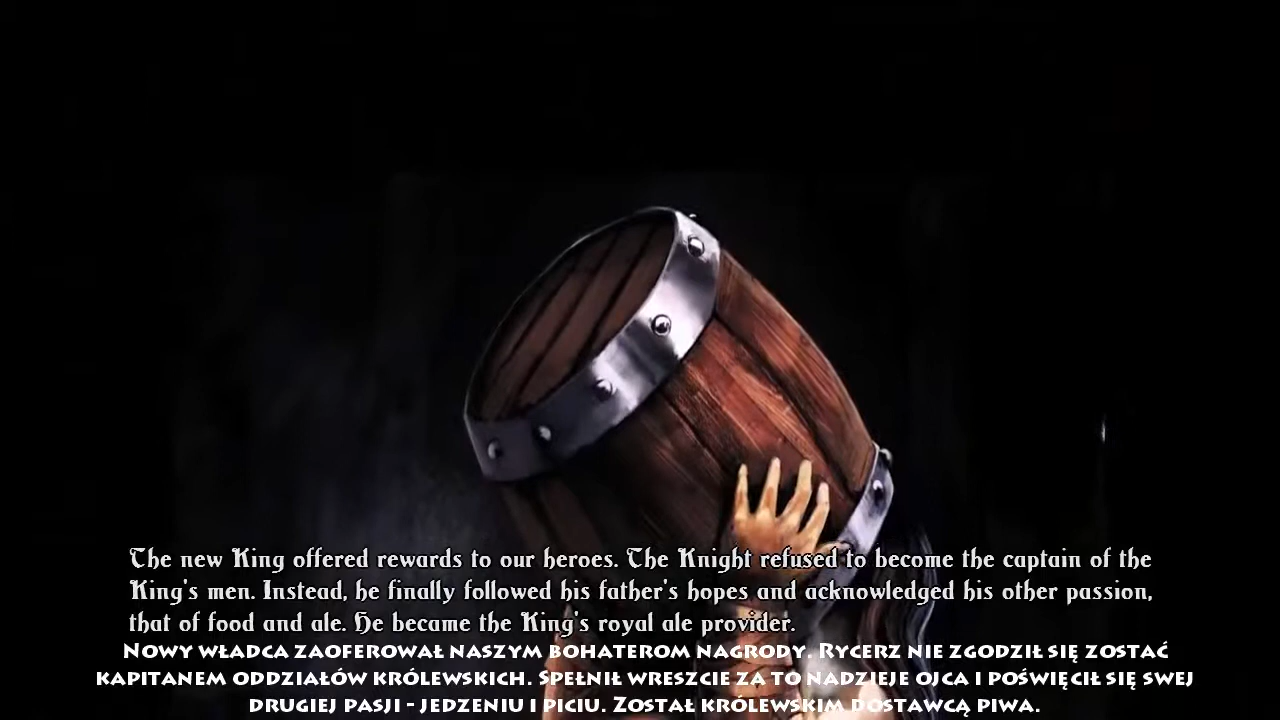 The new King offered rewards to our heroes. The Knight refused to become the captain of the
King's men. Instead, he finally followed his father's hopes and acknowledged his other passion,
that of food and ale. He became the King's royal ale provider.
Nowy władca zaoferował naszym bohaterom nagrody. Rycerz nie zgodził się zostać
kapitanem oddziałów królewskich. Spełnił wreszcie za to nadzieje ojca i poświęcił się swej
drugiej pasji - jedzeniu i piciu. Został królewskim dostawcą piwa.